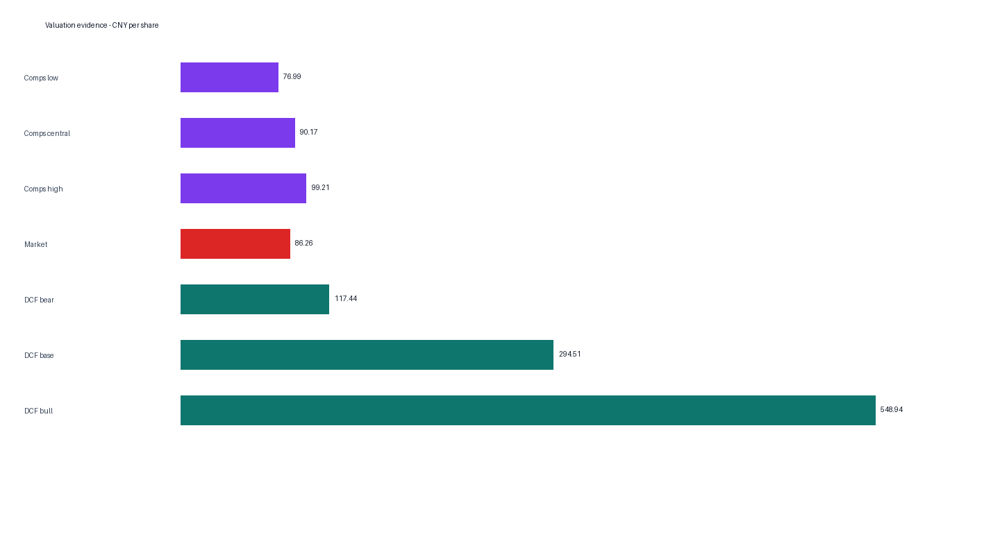 Valuation evidence - CNY per share
Comps low 76.99
Comps central 90.17
Comps high 99.21
Market 86.26
DCF bear 117.44
DCF base 294.51
DCF bull 548.94